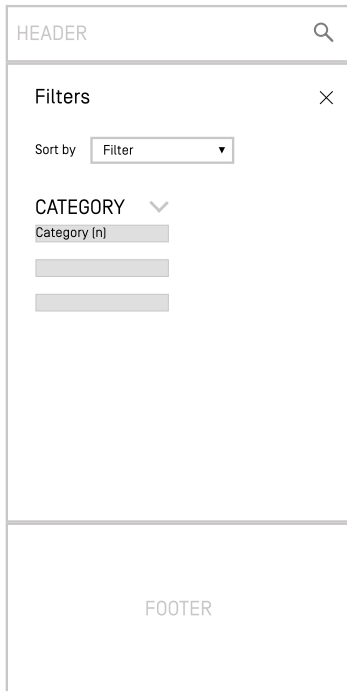 HEADER
Filters
Sort by Filter
CATEGORY
Category (n)
FOOTER